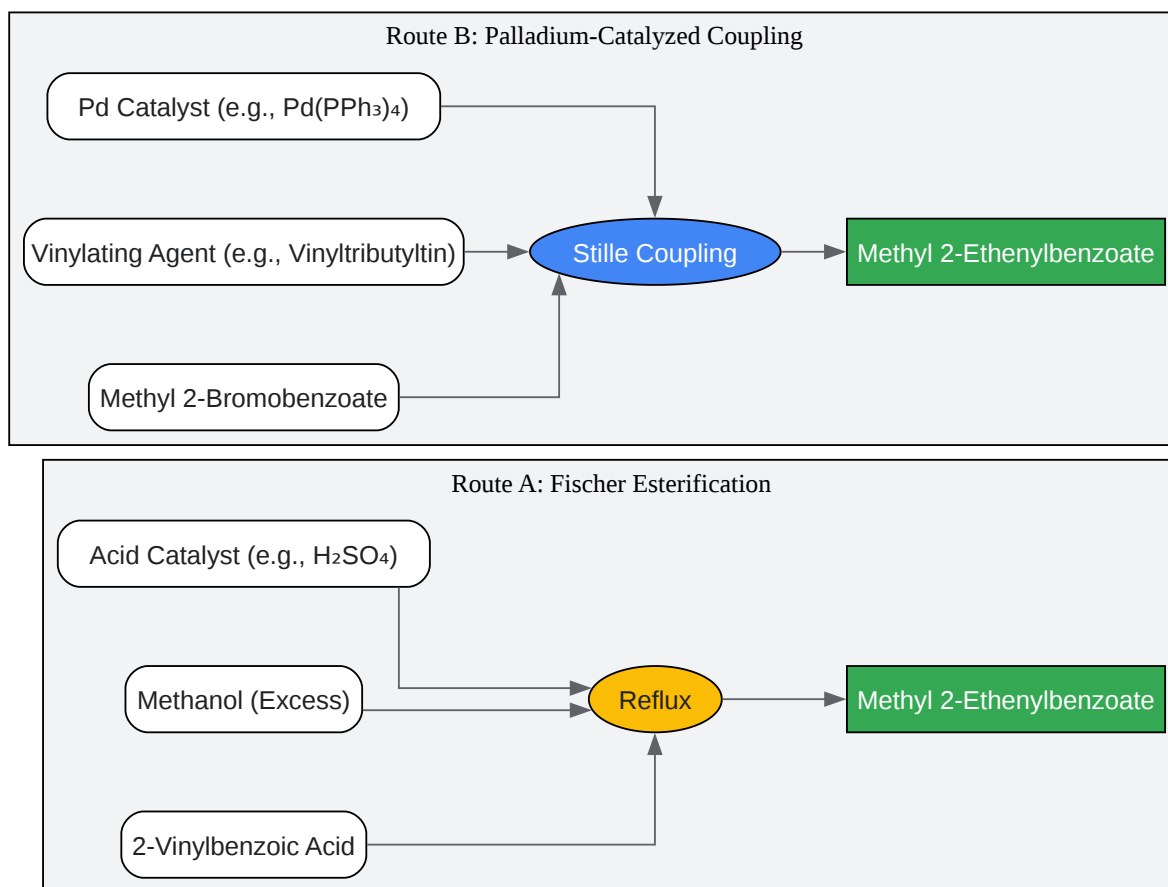 Route B: Palladium-Catalyzed Coupling
Pd Catalyst (e.g., Pd(PPh₃)₄)
Vinylating Agent (e.g., Vinyltributyltin)
Stille Coupling
Methyl 2-Ethenylbenzoate
Methyl 2-Bromobenzoate
Route A: Fischer Esterification
Acid Catalyst (e.g., H₂SO₄)
Methanol (Excess)
Reflux
Methyl 2-Ethenylbenzoate
2-Vinylbenzoic Acid